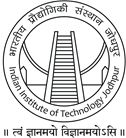 भारतीय प्रौद्योगिकी संस्थान जोधपुर
Indian Institute of Technology Jodhpur
॥ त्वं ज्ञानमयो विज्ञानमयोऽसि ॥